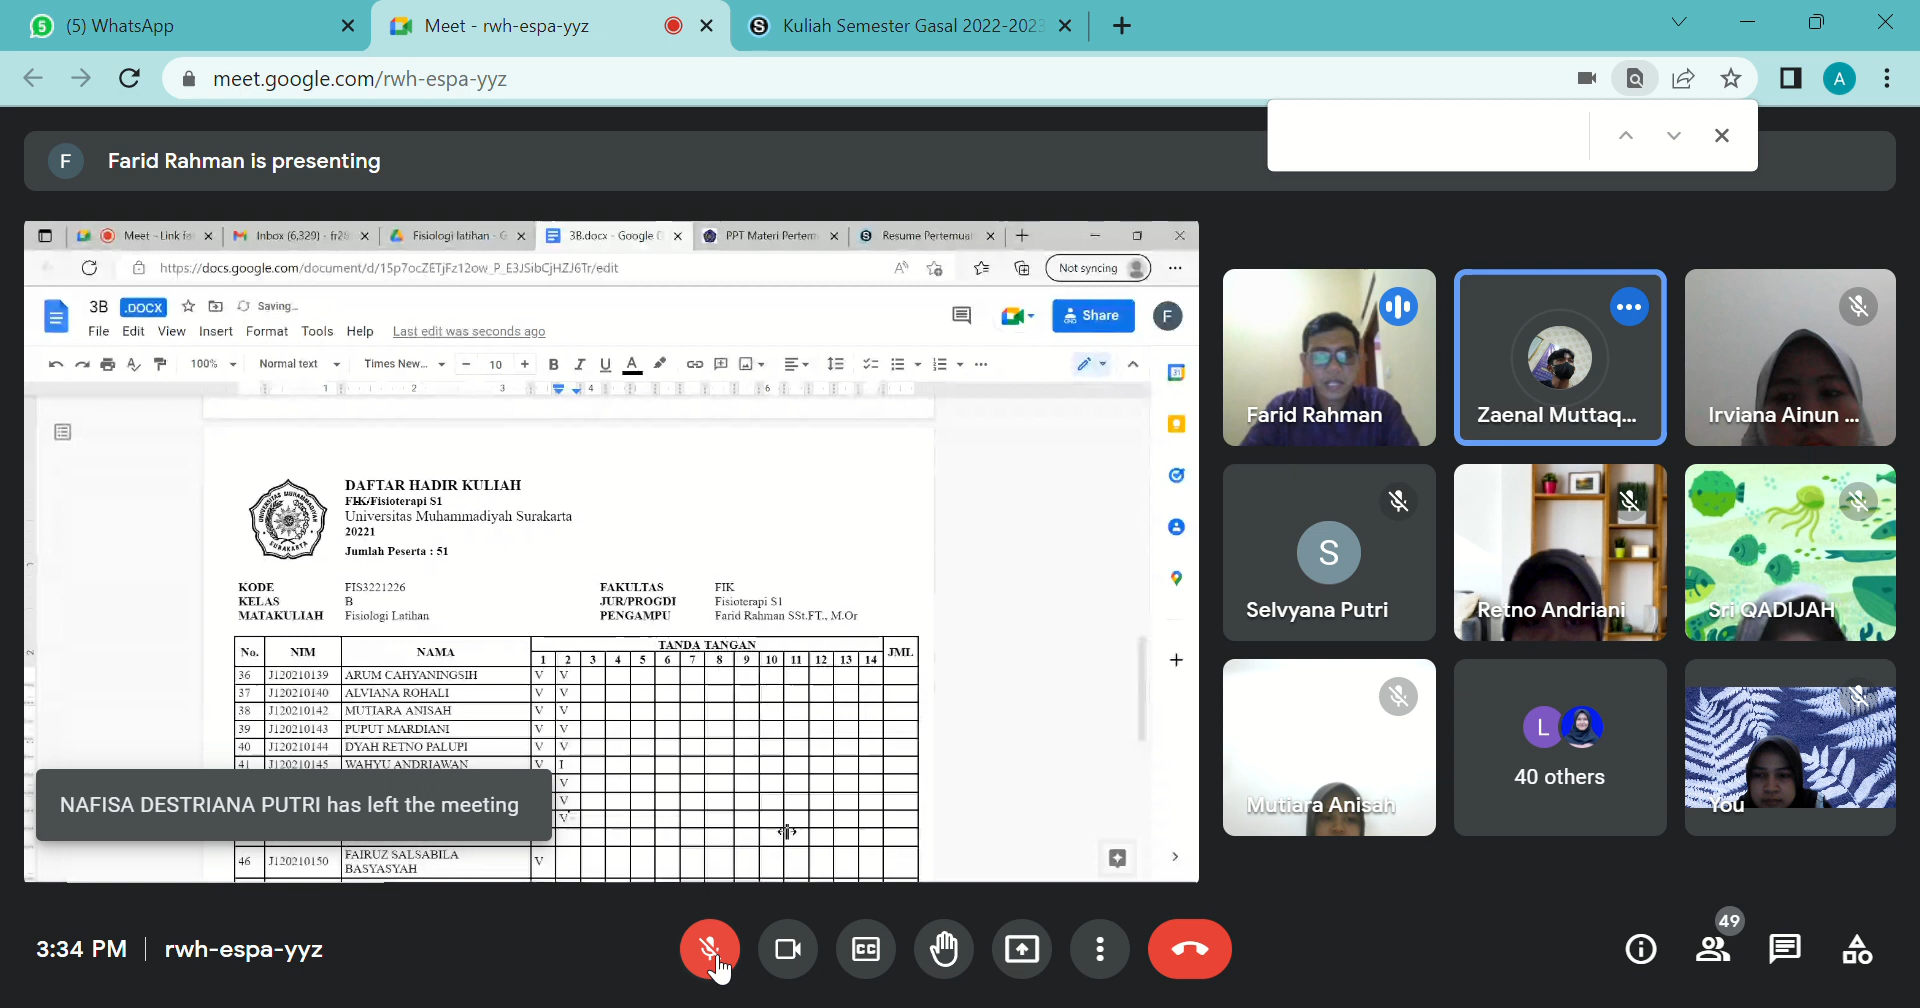 (5) WhatsApp
Meet - rwh-espa-yyz
Kuliah Semester Gasal 2022-2023
meet.google.com/rwh-espa-yyz
A
F
Farid Rahman is presenting
Meet - Link fa
Inbox (6,329) - fr28
Fisiologi latihan - G
3B.docx - Google D
PPT Materi Pertem
Resume Pertemua
https://docs.google.com/document/d/15p7ocZETjFz12ow_P_E3JSibCjHZJ6Tr/edit
Not syncing
3B .DOCX Saving...
File Edit View Insert Format Tools Help Last edit was seconds ago
Share
F
100% Normal text Times New... 10 B I U A
1 2 3 4 6
DAFTAR HADIR KULIAH
FIK/Fisioterapi S1
Universitas Muhammadiyah Surakarta
20221
Jumlah Peserta : 51
KODE FIS3221226 FAKULTAS FIK
KELAS B JUR/PROGDI Fisioterapi S1
MATAKULIAH Fisiologi Latihan PENGAMPU Farid Rahman SSt.FT., M.Or
No. NIM NAMA TANDA TANGAN JML
1 2 3 4 5 6 7 8 9 10 11 12 13 14
36 J120210139 ARUM CAHYANINGSIH V V
37 J120210140 ALVIANA ROHALI V V
38 J120210142 MUTIARA ANISAH V V
39 J120210143 PUPUT MARDIANI V V
40 J120210144 DYAH RETNO PALUPI V V
41 J120210145 WAHYU ANDRIAWAN V I
V
V
V
46 J120210150 FAIRUZ SALSABILA BASYASYAH V
NAFISA DESTRIANA PUTRI has left the meeting
Farid Rahman
Zaenal Muttaq...
Irviana Ainun ...
S
Selvyana Putri
Retno Andriani
Sri QADIJAH
Mutiara Anisah
L
40 others
You
3:34 PM
rwh-espa-yyz
CC
49